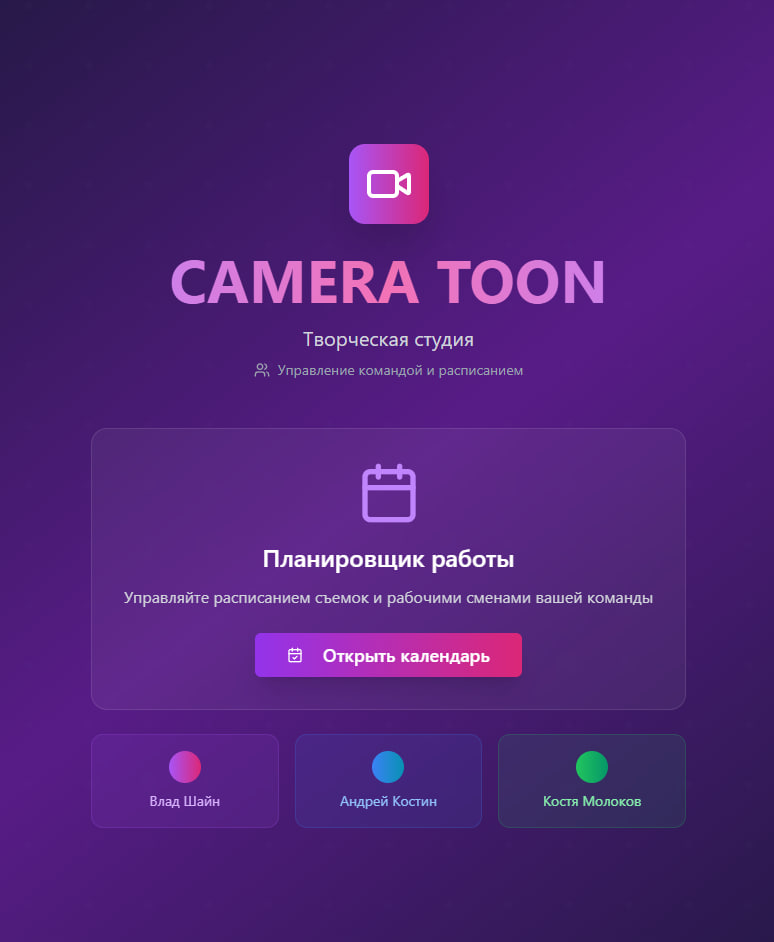 CAMERA TOON
Творческая студия
Управление командой и расписанием
Планировщик работы
Управляйте расписанием съемок и рабочими сменами вашей команды
Открыть календарь
Влад Шайн
Андрей Костин
Костя Молоков